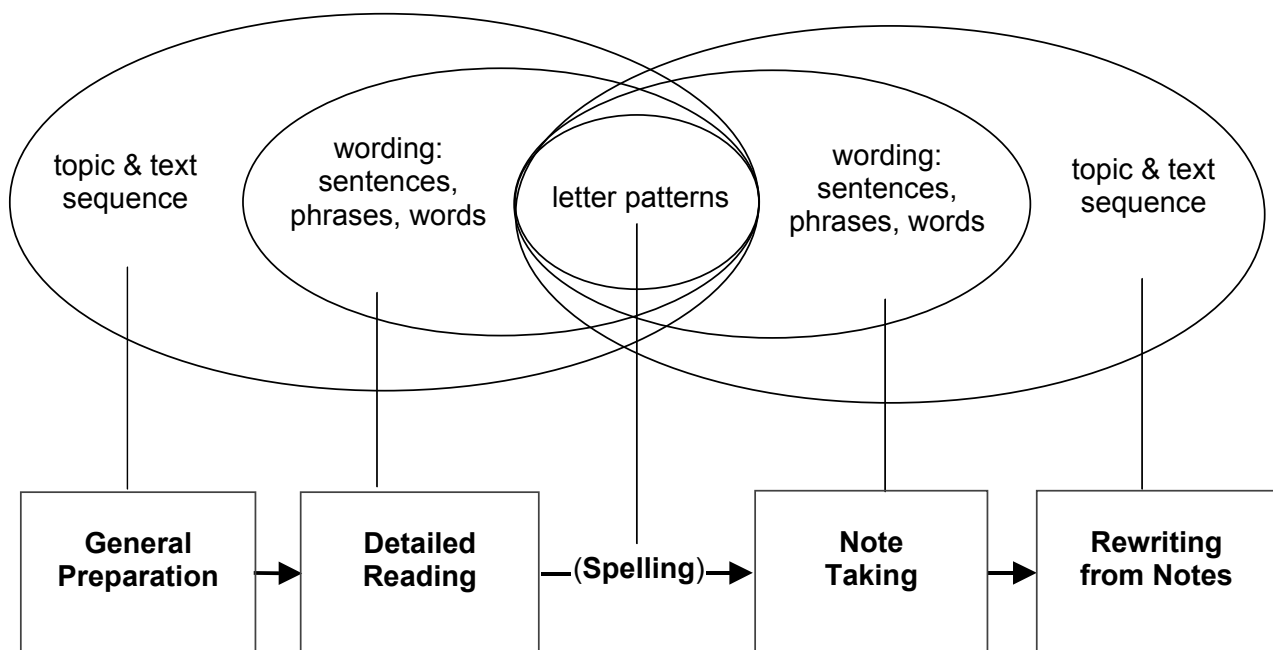 topic & text
sequence
wording:
sentences,
phrases, words
letter patterns
wording:
sentences,
phrases, words
topic & text
sequence
General
Preparation
Detailed
Reading
(Spelling)
Note
Taking
Rewriting
from Notes